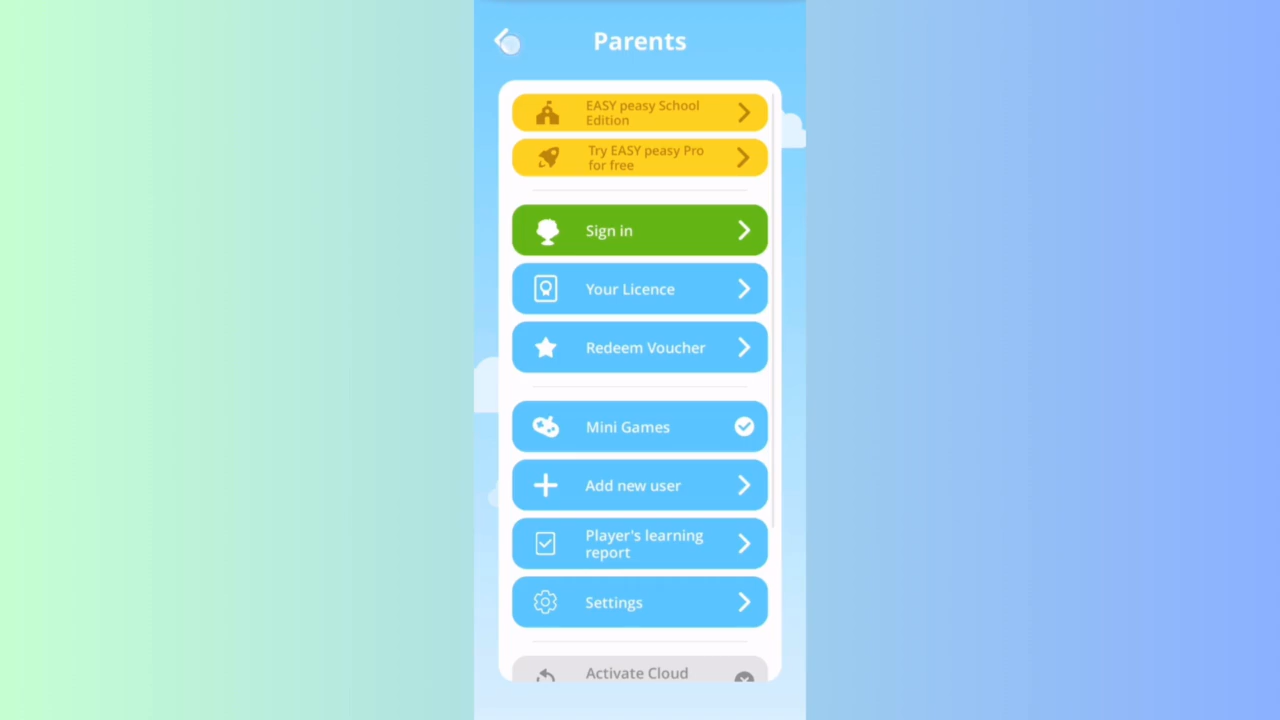 Parents
EASY peasy School
Edition
Try EASY peasy Pro
for free
Sign in
Your Licence
Redeem Voucher
Mini Games
Add new user
Player's learning
report
Settings
Activate Cloud